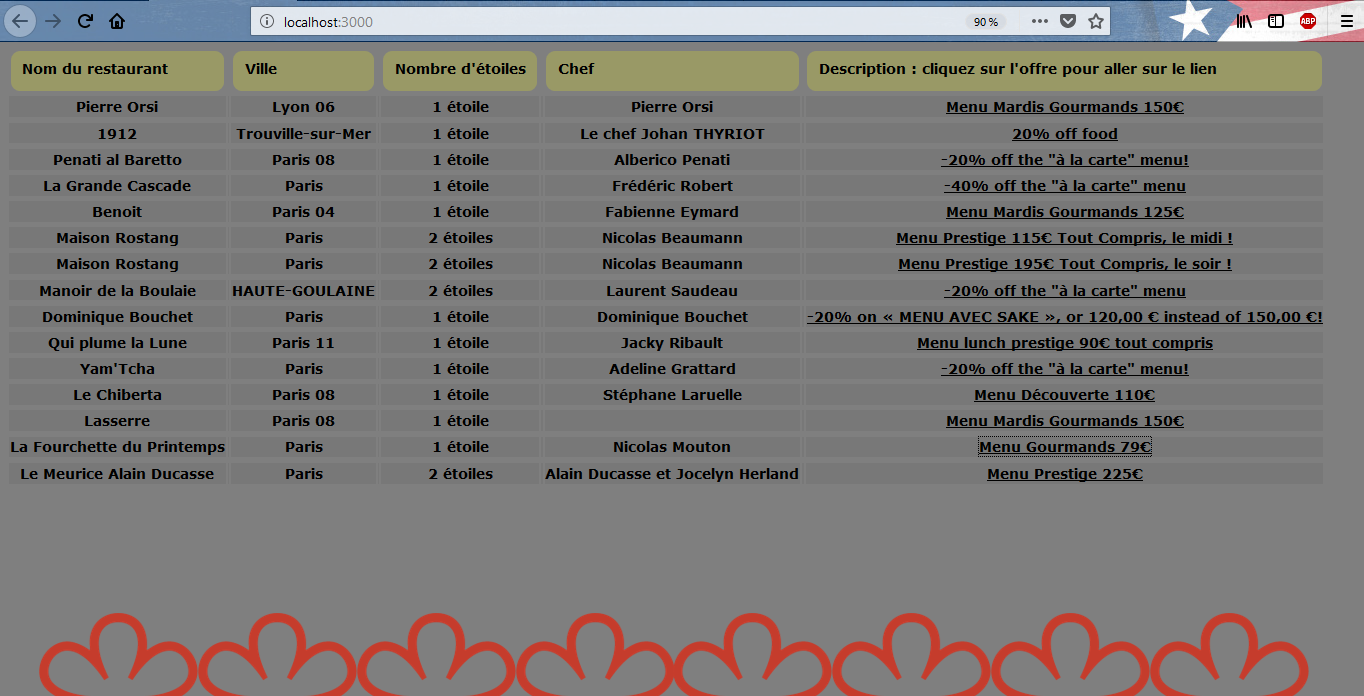 localhost:3000 90%
ABP
Nom du restaurant Ville Nombre d'étoiles Chef Description : cliquez sur l'offre pour aller sur le lien
Pierre Orsi Lyon 06 1 étoile Pierre Orsi Menu Mardis Gourmands 150€
1912 Trouville-sur-Mer 1 étoile Le chef Johan THYRIOT 20% off food
Penati al Baretto Paris 08 1 étoile Alberico Penati -20% off the "à la carte" menu!
La Grande Cascade Paris 1 étoile Frédéric Robert -40% off the "à la carte" menu
Benoit Paris 04 1 étoile Fabienne Eymard Menu Mardis Gourmands 125€
Maison Rostang Paris 2 étoiles Nicolas Beaumann Menu Prestige 115€ Tout Compris, le midi !
Maison Rostang Paris 2 étoiles Nicolas Beaumann Menu Prestige 195€ Tout Compris, le soir !
Manoir de la Boulaie HAUTE-GOULAINE 2 étoiles Laurent Saudeau -20% off the "à la carte" menu
Dominique Bouchet Paris 1 étoile Dominique Bouchet -20% on « MENU AVEC SAKE », or 120,00 € instead of 150,00 €!
Qui plume la Lune Paris 11 1 étoile Jacky Ribault Menu lunch prestige 90€ tout compris
Yam'Tcha Paris 1 étoile Adeline Grattard -20% off the "à la carte" menu!
Le Chiberta Paris 08 1 étoile Stéphane Laruelle Menu Découverte 110€
Lasserre Paris 08 1 étoile Menu Mardis Gourmands 150€
La Fourchette du Printemps Paris 1 étoile Nicolas Mouton Menu Gourmands 79€
Le Meurice Alain Ducasse Paris 2 étoiles Alain Ducasse et Jocelyn Herland Menu Prestige 225€